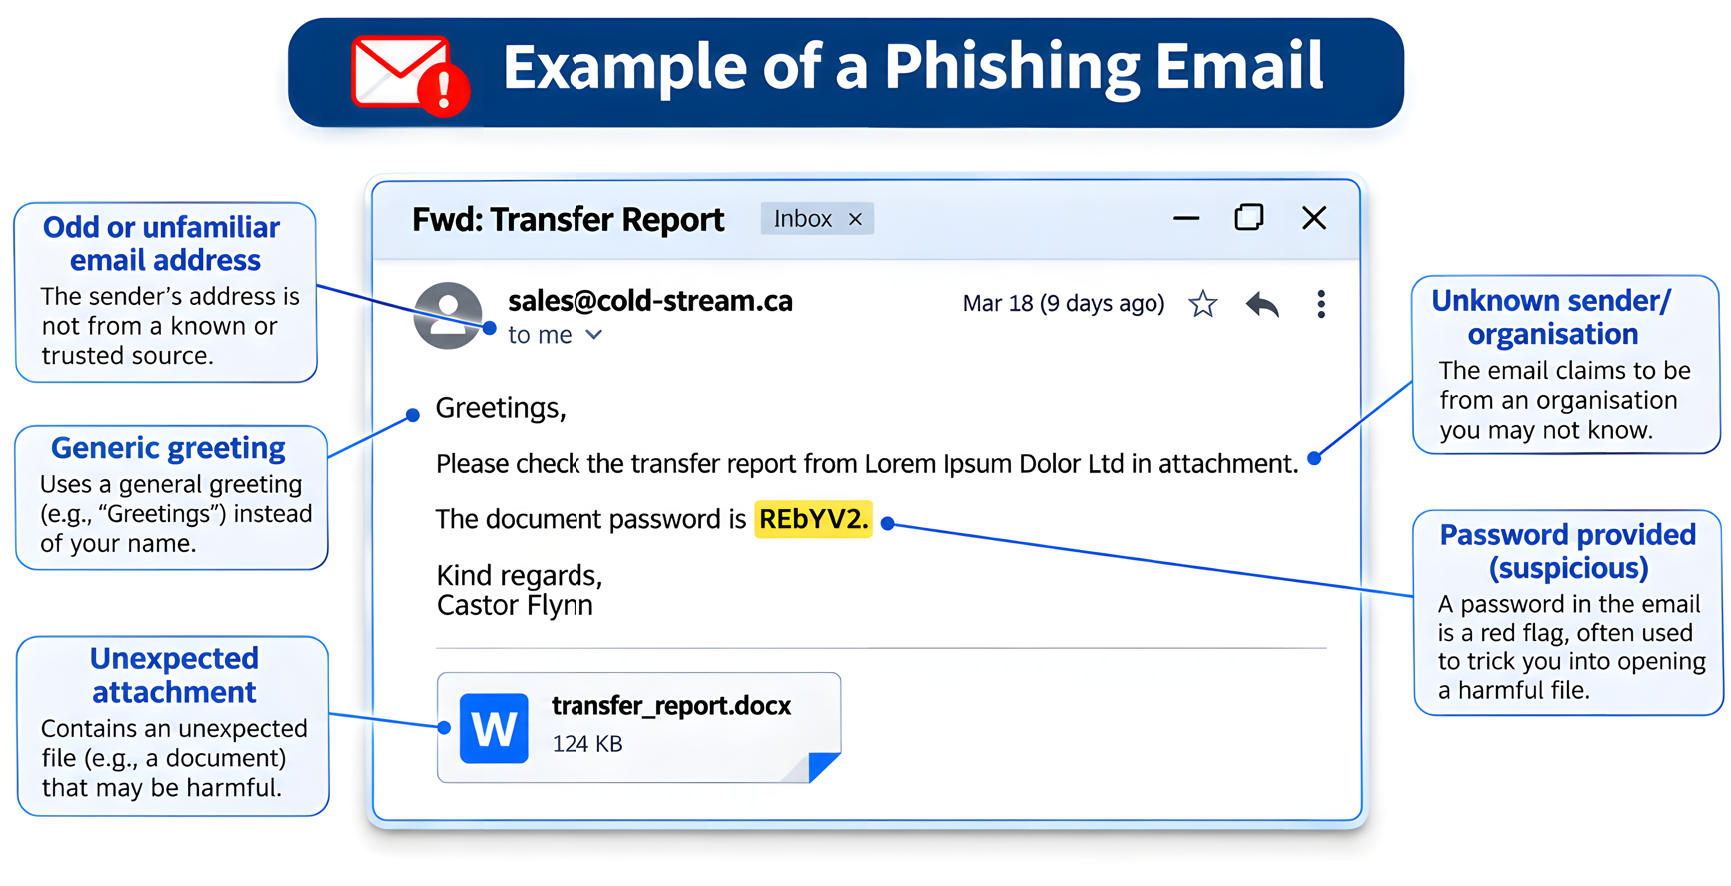 Example of a Phishing Email
Fwd: Transfer Report
Inbox ×
Odd or unfamiliar
email address
The sender's address is
not from a known or
trusted source.
sales@cold-stream.ca
to me
Mar 18 (9 days ago)
Unknown sender/
organisation
The email claims to be
from an organisation
you may not know.
Generic greeting
Uses a general greeting
(e.g., “Greetings”) instead
of your name.
Greetings,
Please check the transfer report from Lorem Ipsum Dolor Ltd in attachment.
The document password is REbYV2.
Kind regards,
Castor Flynn
Password provided
(suspicious)
A password in the email
is a red flag, often used
to trick you into opening
a harmful file.
Unexpected
attachment
Contains an unexpected
file (e.g., a document)
that may be harmful.
W
transfer_report.docx
124 KB